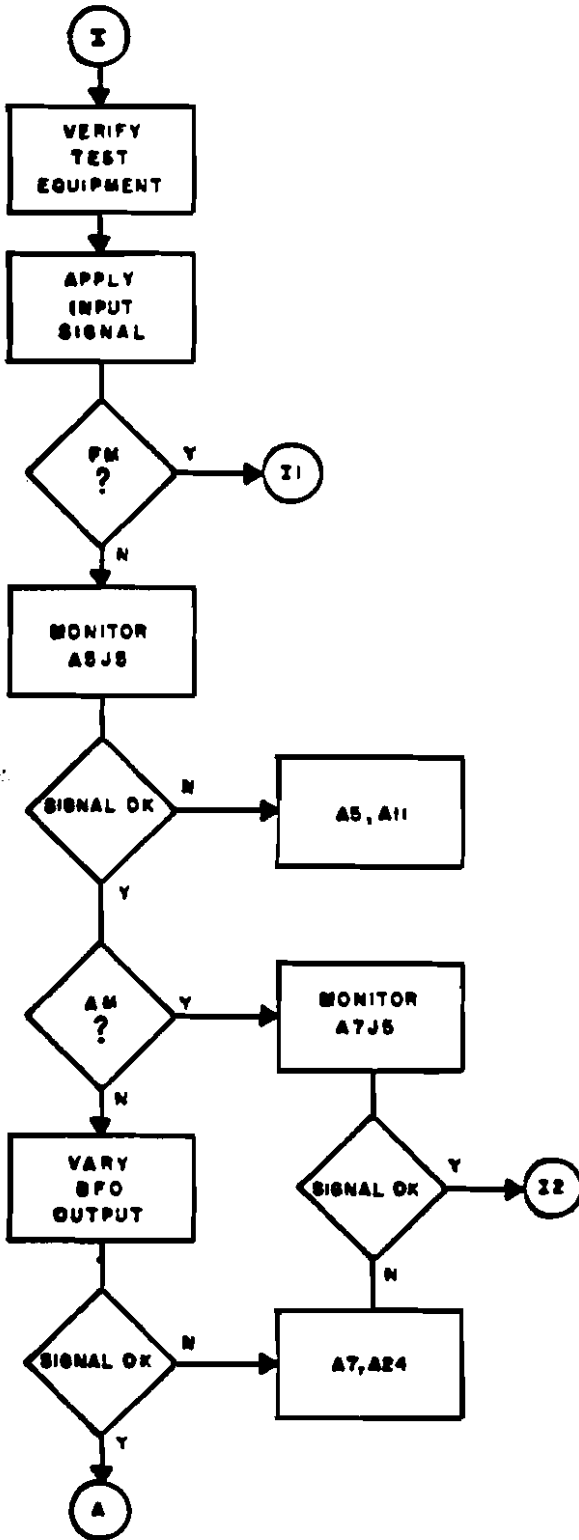 I
VERIFY
TEST
EQUIPMENT
APPLY
INPUT
SIGNAL
FM
?
Y
I1
N
MONITOR
A5J5
SIGNAL OK
N
A5, A11
Y
AM
?
Y
MONITOR
A7J5
N
VARY
BFO
OUTPUT
SIGNAL OK
Y
I2
N
SIGNAL OK
N
A7, A24
Y
A